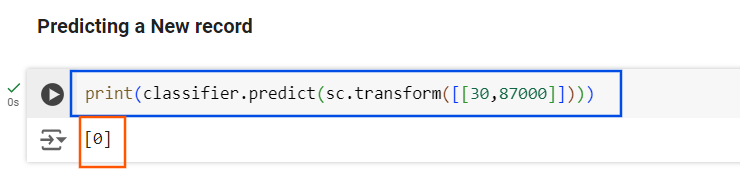 Predicting a New record
print(classifier.predict(sc.transform([[30,87000]])))
0s
[0]